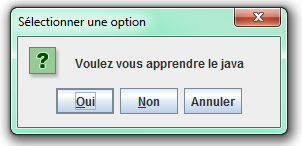 Sélectionner une option
?
Voulez vous apprendre le java
Oui Non Annuler